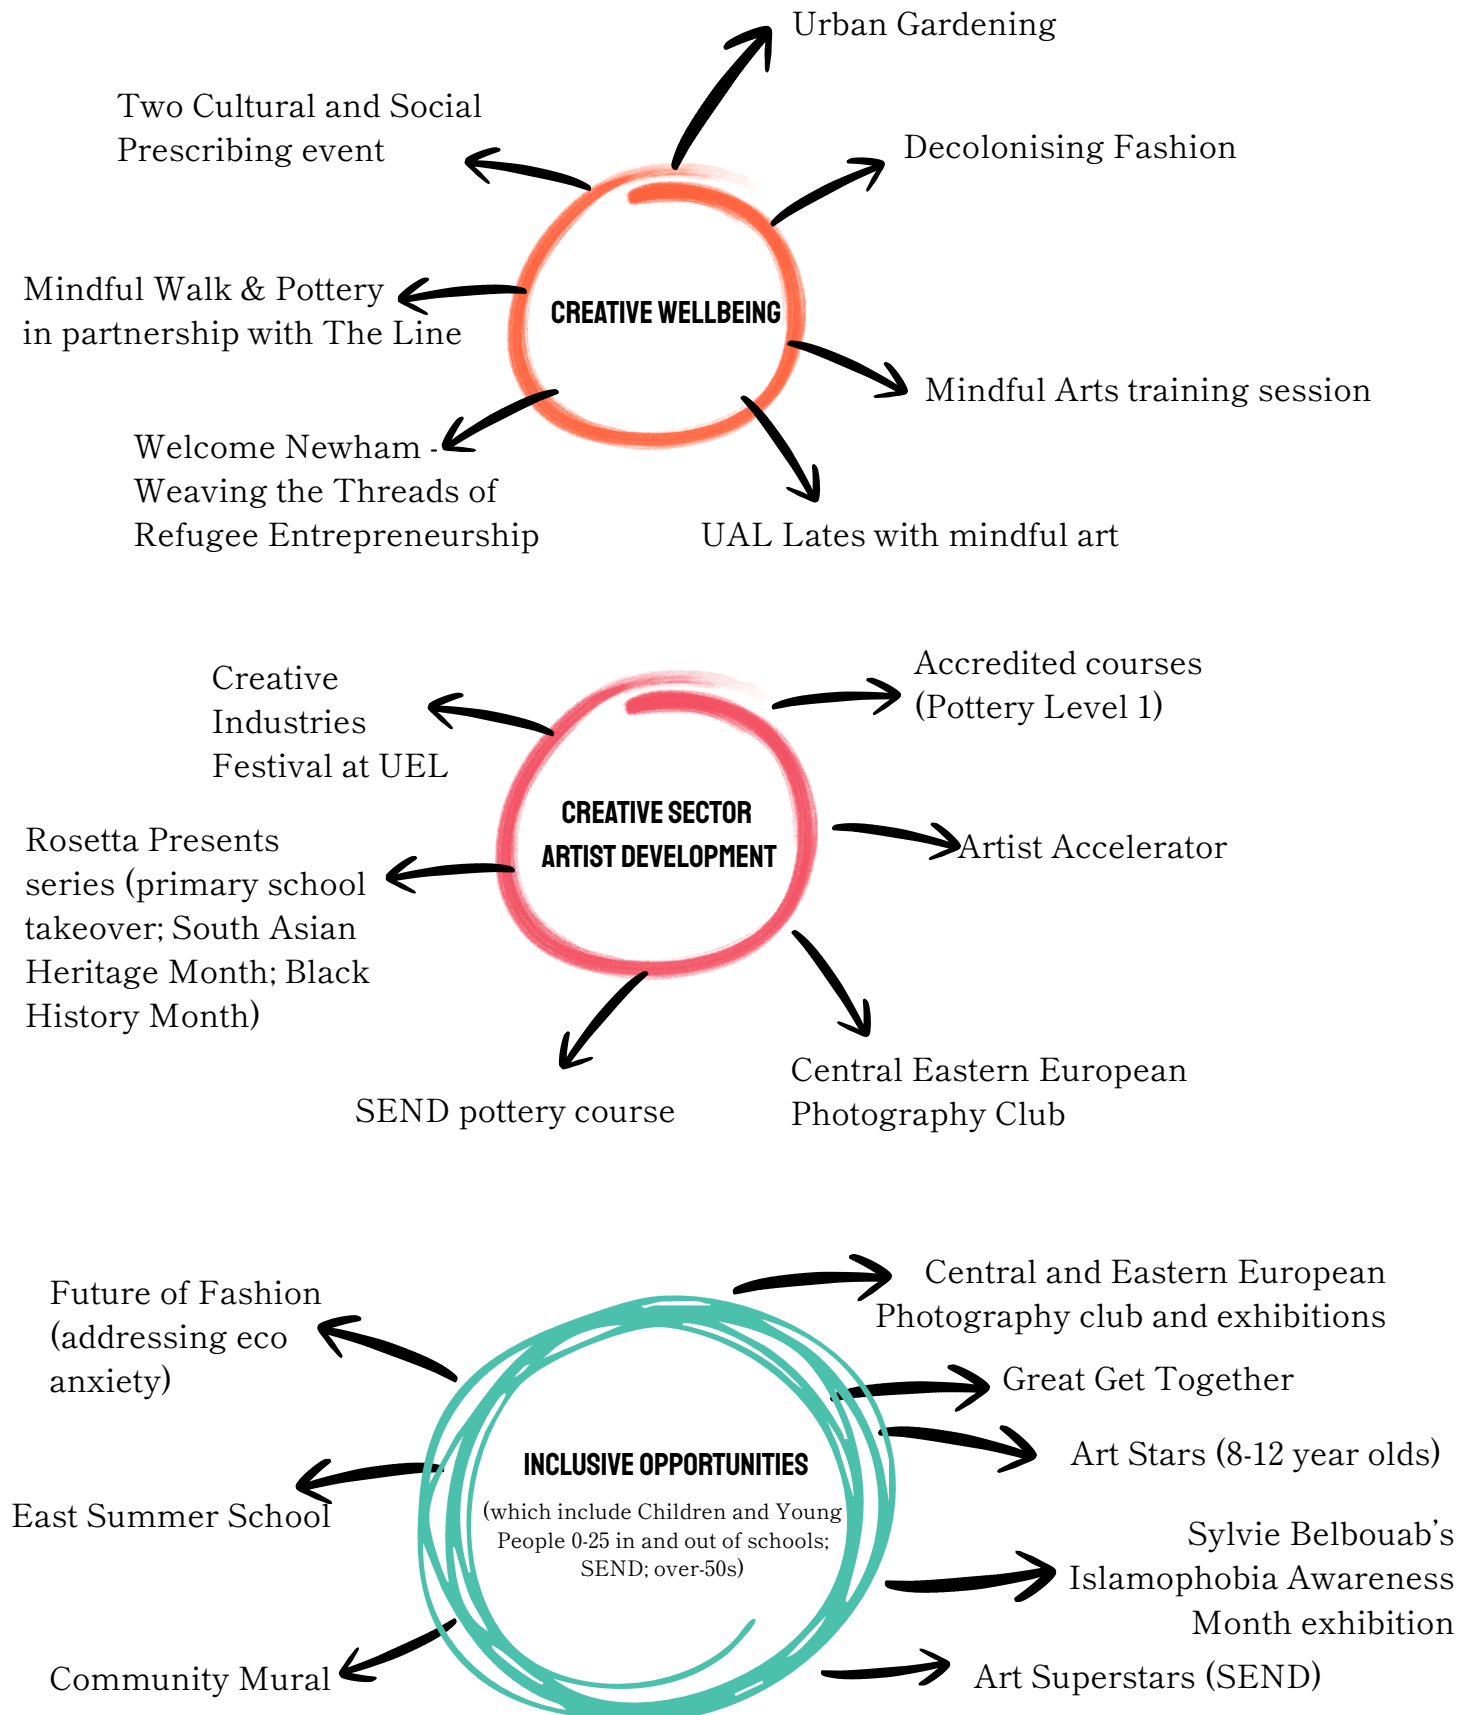 Urban Gardening
Two Cultural and Social
Prescribing event
Decolonising Fashion
Mindful Walk & Pottery
in partnership with The Line
CREATIVE WELLBEING
Mindful Arts training session
Welcome Newham -
Weaving the Threads of
Refugee Entrepreneurship
UAL Lates with mindful art
Creative
Industries
Festival at UEL
Accredited courses
(Pottery Level 1)
CREATIVE SECTOR
ARTIST DEVELOPMENT
Rosetta Presents
series (primary school
takeover; South Asian
Heritage Month; Black
History Month)
Artist Accelerator
SEND pottery course
Central Eastern European
Photography Club
Future of Fashion
(addressing eco
anxiety)
Central and Eastern European
Photography club and exhibitions
Great Get Together
Art Stars (8-12 year olds)
INCLUSIVE OPPORTUNITIES
(which include Children and Young
People 0-25 in and out of schools;
SEND; over-50s)
East Summer School
Sylvie Belbouab’s
Islamophobia Awareness
Month exhibition
Community Mural
Art Superstars (SEND)